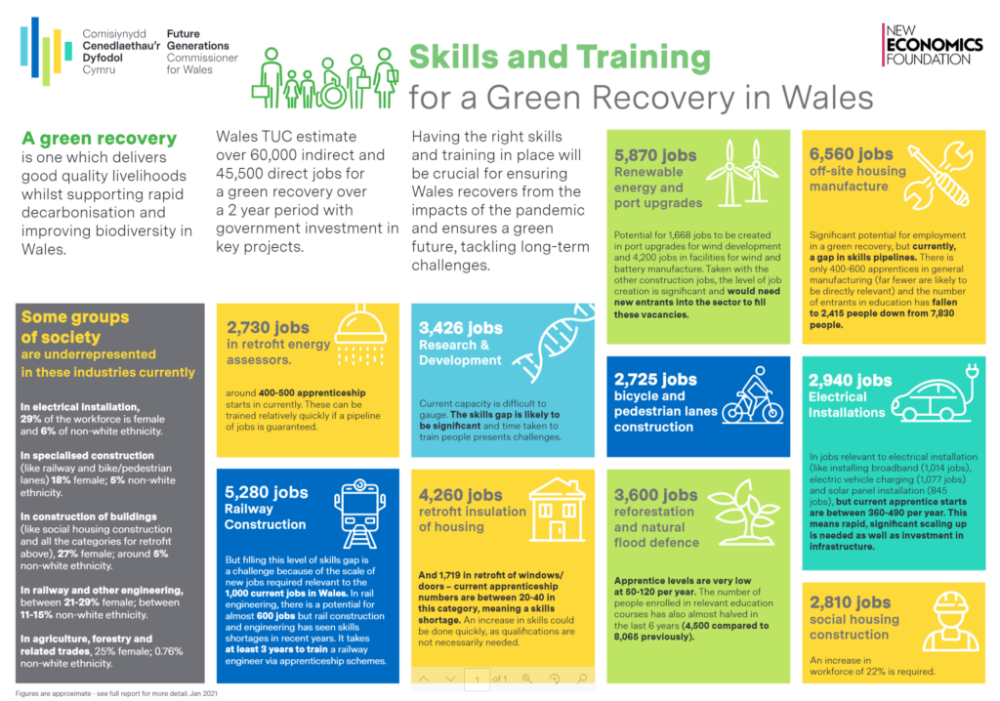 Comisiynydd
Cenedlaethau'r
Dyfodol
Cymru
Future
Generations
Commissioner
for Wales
Skills and Training
for a Green Recovery in Wales
NEW
ECONOMICS
FOUNDATION
A green recovery
is one which delivers
good quality livelihoods
whilst supporting rapid
decarbonisation and
improving biodiversity in
Wales.
Wales TUC estimate
over 60,000 indirect and
45,500 direct jobs for
a green recovery over
a 2 year period with
government investment in
key projects.
Having the right skills
and training in place will
be crucial for ensuring
Wales recovers from the
impacts of the pandemic
and ensures a green
future, tackling long-term
challenges.
5,870 jobs
Renewable
energy and
port upgrades
Potential for 1,668 jobs to be created
in port upgrades for wind development
and 4,200 jobs in facilities for wind and
battery manufacture. Taken with the
other construction jobs, the level of job
creation is significant and would need
new entrants into the sector to fill
these vacancies.
6,560 jobs
off-site housing
manufacture
Significant potential for employment
in a green recovery, but currently,
a gap in skills pipelines. There is
only 400-600 apprentices in general
manufacturing (far fewer are likely to
be directly relevant) and the number
of entrants in education has fallen
to 2,415 people down from 7,830
people.
Some groups
of society
are underrepresented
in these industries currently
In electrical installation,
29% of the workforce is female
and 6% of non-white ethnicity.
In specialised construction
(like railway and bike/pedestrian
lanes) 18% female; 5% non-white
ethnicity.
In construction of buildings
(like social housing construction
and all the categories for retrofit
above), 27% female; around 5%
non-white ethnicity.
In railway and other engineering,
between 21-29% female; between
11-15% non-white ethnicity.
In agriculture, forestry and
related trades, 25% female; 0.76%
non-white ethnicity.
2,730 jobs
in retrofit energy
assessors.
around 400-500 apprenticeship
starts in currently. These can be
trained relatively quickly if a pipeline
of jobs is guaranteed.
3,426 jobs
Research &
Development
Current capacity is difficult to
gauge. The skills gap is likely to
be significant and time taken to
train people presents challenges.
2,725 jobs
bicycle and
pedestrian lanes
construction
2,940 jobs
Electrical
Installations
In jobs relevant to electrical installation
(like installing broadband (1,014 jobs),
electric vehicle charging (1,077 jobs)
and solar panel installation (845
jobs), but current apprentice starts
are between 360-490 per year. This
means rapid, significant scaling up
is needed as well as investment in
infrastructure.
5,280 jobs
Railway
Construction
But filling this level of skills gap is
a challenge because of the scale of
new jobs required relevant to the
1,000 current jobs in Wales. In rail
engineering, there is a potential for
almost 600 jobs but rail construction
and engineering has seen skills
shortages in recent years. It takes
at least 3 years to train a railway
engineer via apprenticeship schemes.
4,260 jobs
retrofit insulation
of housing
And 1,719 in retrofit of windows/
doors – current apprenticeship
numbers are between 20-40 in
this category, meaning a skills
shortage. An increase in skills could
be done quickly, as qualifications are
not necessarily needed.
1 of 1
3,600 jobs
reforestation
and natural
flood defence
Apprentice levels are very low
at 50-120 per year. The number of
people enrolled in relevant education
courses has also almost halved in
the last 6 years (4,500 compared to
8,065 previously).
2,810 jobs
social housing
construction
An increase in
workforce of 22% is required.
Figures are approximate - see full report for more detail. Jan 2021